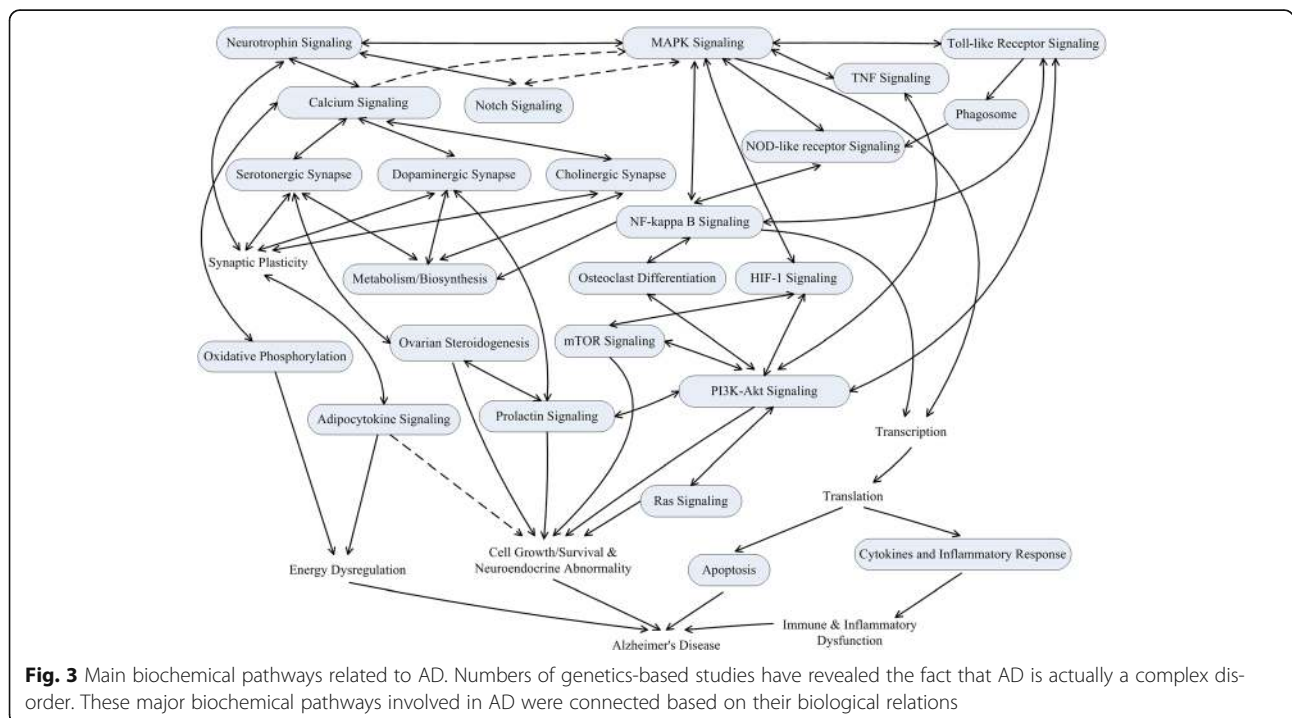 Neurotrophin Signaling
MAPK Signaling
Toll-like Receptor Signaling
TNF Signaling
Calcium Signaling
Notch Signaling
Phagosome
NOD-like receptor Signaling
Serotonergic Synapse
Dopaminergic Synapse
Cholinergic Synapse
NF-kappa B Signaling
Synaptic Plasticity
Metabolism/Biosynthesis
Osteoclast Differentiation
HIF-1 Signaling
Oxidative Phosphorylation
Ovarian Steroidogenesis
mTOR Signaling
PI3K-Akt Signaling
Adipocytokine Signaling
Prolactin Signaling
Transcription
Ras Signaling
Translation
Energy Dysregulation
Cell Growth/Survival &
Neuroendocrine Abnormality
Apoptosis
Cytokines and Inflammatory Response
Alzheimer's Disease
Immune & Inflammatory
Dysfunction
Fig. 3 Main biochemical pathways related to AD. Numbers of genetics-based studies have revealed the fact that AD is actually a complex dis-
order. These major biochemical pathways involved in AD were connected based on their biological relations